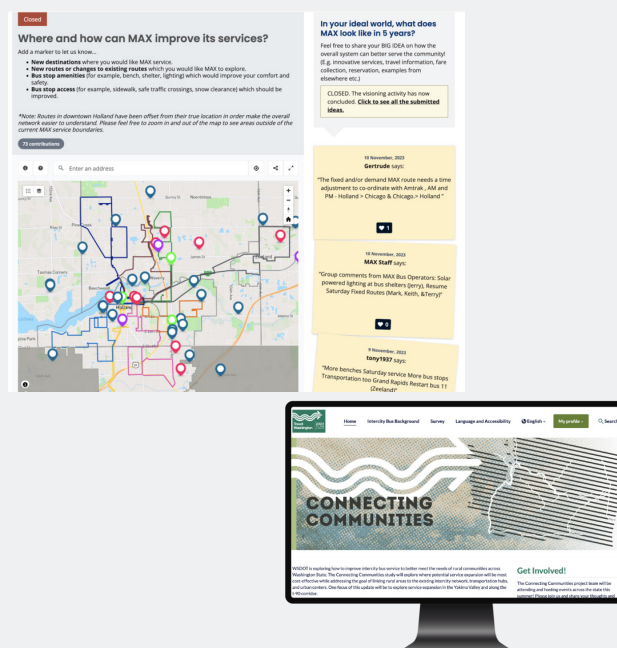 Closed
Where and how can MAX improve its services?
Add a marker to let us know...
• New destinations where you would like MAX service.
• New routes or changes to existing routes which you would like MAX to explore.
• Bus stop amenities (for example, bench, shelter, lighting) which would improve your comfort and
safety.
• Bus stop access (for example, sidewalk, safe traffic crossings, snow clearance) which should be
improved.
*Note: Routes in downtown Holland have been offset from their true location in order make the overall
network easier to understand. Please feel free to zoom in and out of the map to see areas outside of the
current MAX service boundaries.
73 contributions
Enter an address
In your ideal world, what does
MAX look like in 5 years?
Feel free to share your BIG IDEA on how the
overall system can better serve the community!
(E.g. innovative services, travel information, fare
collection, reservation, examples from
elsewhere etc.)
CLOSED. The visioning activity has now
concluded. Click to see all the submitted
ideas.
10 November, 2023
Gertrude says:
"The fixed and/or demand MAX route needs a time
adjustment to co-ordinate with Amtrak , AM and
PM - Holland > Chicago & Chicago.> Holland "
1
10 November, 2023
MAX Staff says:
"Group comments from MAX Bus Operators: Solar
powered lighting at bus shelters (Jerry), Resume
Saturday Fixed Routes (Mark, Keith, &Terry)"
0
9 November, 2023
tony1937 says:
"More benches Saturday service More bus stops
Transportation too Grand Rapids Restart bus 11
(Zeeland)"
Travel
Washington
Home
Intercity Bus Background
Survey
Language and Accessibility
English
My profile
Search
CONNECTING
COMMUNITIES
WSDOT is exploring how to improve intercity bus service to better meet the needs of rural communities across
Washington State. The Connecting Communities study will explore where potential service expansion will be most
cost-effective while addressing the goal of linking rural areas to the existing intercity network, transportation hubs,
and urban centers. One focus of this update will be to explore service expansion in the Yakima Valley and along the
I-90 corridor.
Get Involved!
The Connecting Communities project team will be
attending and hosting events across the state this
summer! Please join us and share your thoughts and